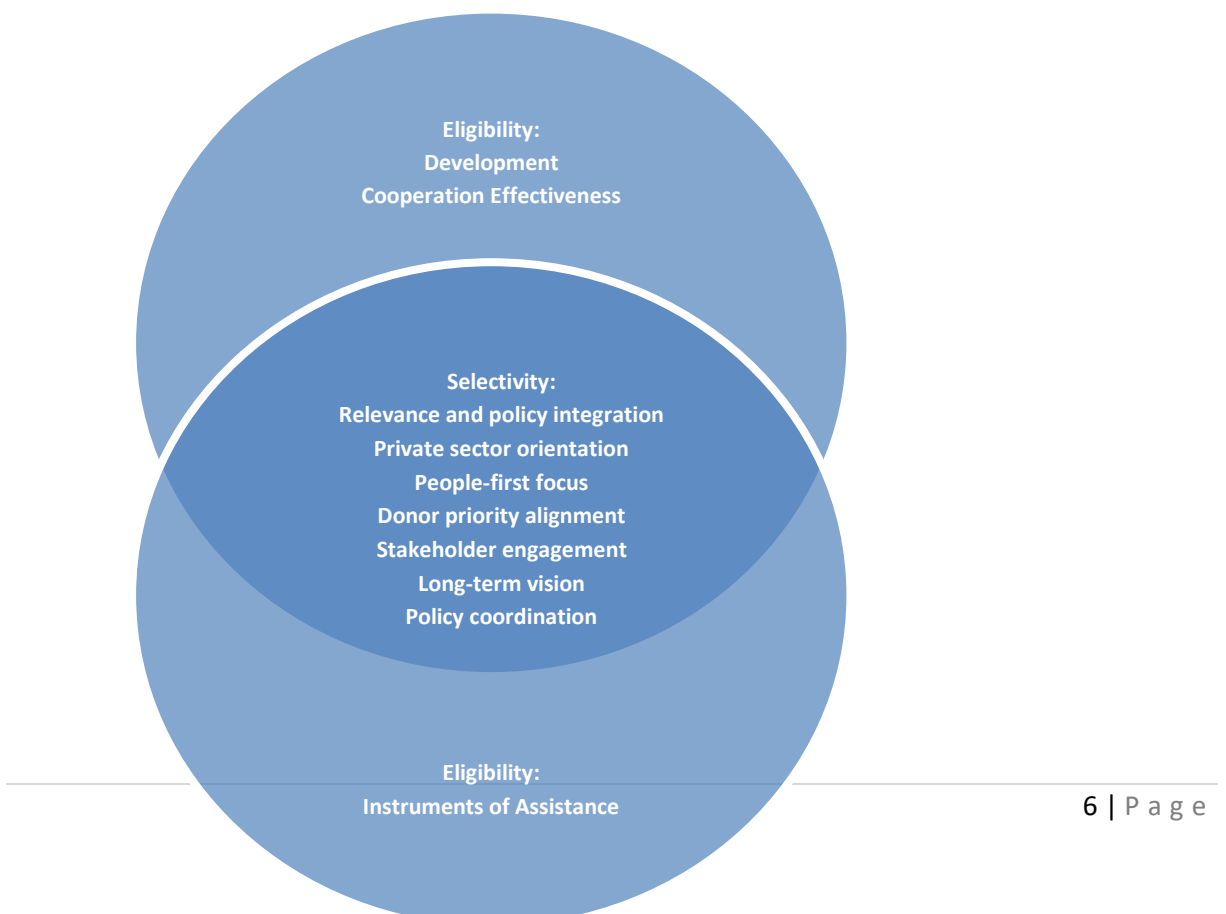 Eligibility:
Development
Cooperation Effectiveness
Selectivity:
Relevance and policy integration
Private sector orientation
People-first focus
Donor priority alignment
Stakeholder engagement
Long-term vision
Policy coordination
Eligibility:
Instruments of Assistance
6 | P a g e